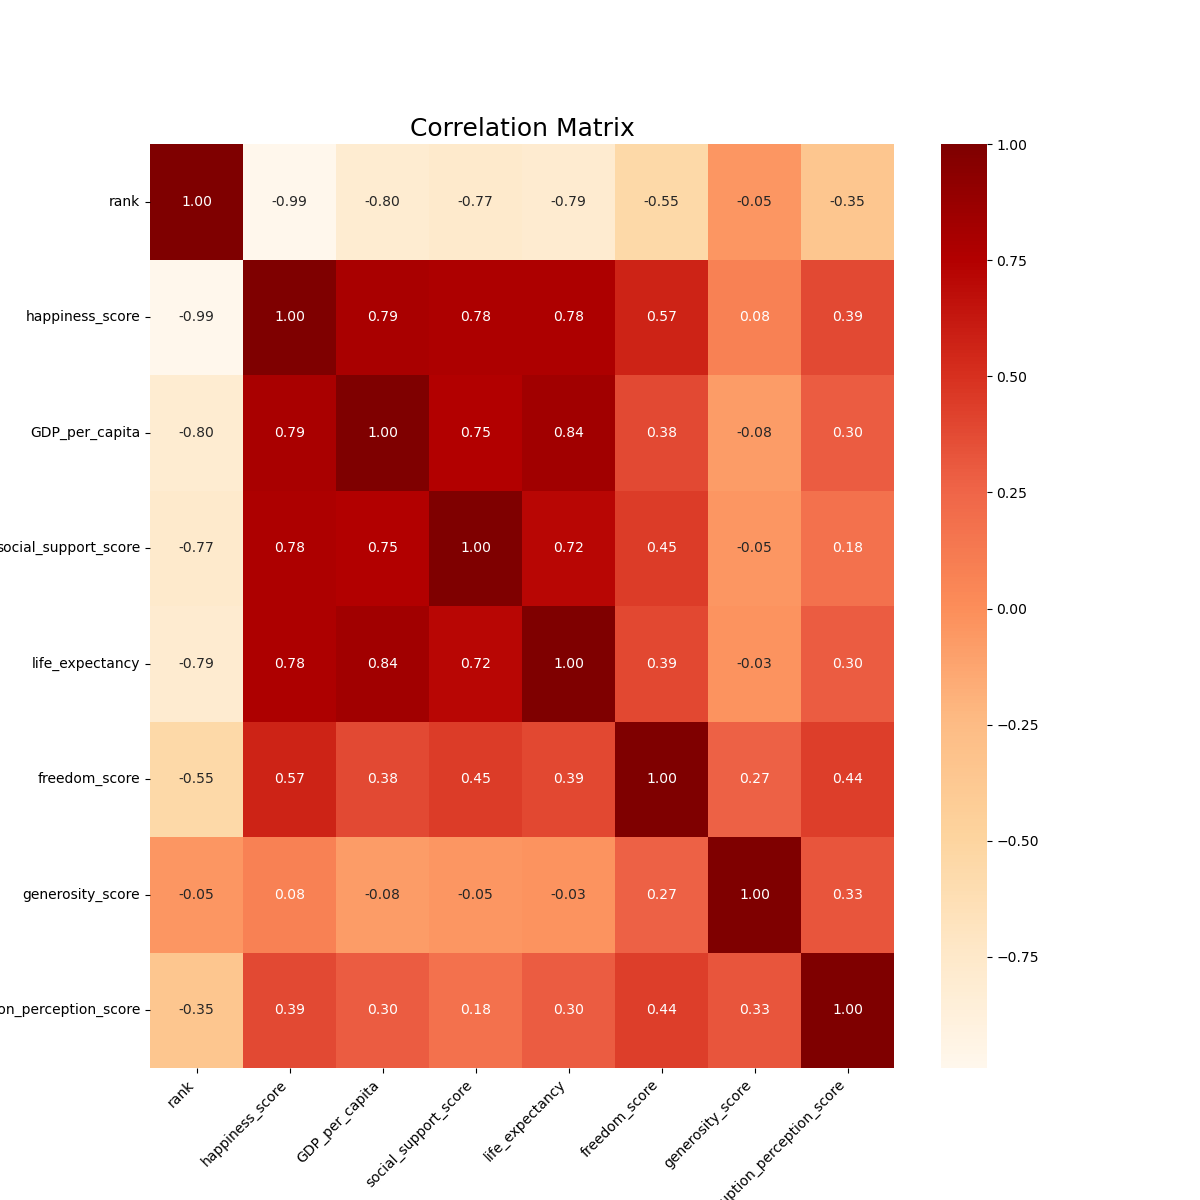 Correlation Matrix
rank 1.00 -0.99 -0.80 -0.77 -0.79 -0.55 -0.05 -0.35
happiness_score -0.99 1.00 0.79 0.78 0.78 0.57 0.08 0.39
GDP_per_capita -0.80 0.79 1.00 0.75 0.84 0.38 -0.08 0.30
social_support_score -0.77 0.78 0.75 1.00 0.72 0.45 -0.05 0.18
life_expectancy -0.79 0.78 0.84 0.72 1.00 0.39 -0.03 0.30
freedom_score -0.55 0.57 0.38 0.45 0.39 1.00 0.27 0.44
generosity_score -0.05 0.08 -0.08 -0.05 -0.03 0.27 1.00 0.33
on_perception_score -0.35 0.39 0.30 0.18 0.30 0.44 0.33 1.00
rank
happiness_score
GDP_per_capita
social_support_score
life_expectancy
freedom_score
generosity_score
uption_perception_score
1.00
0.75
0.50
0.25
0.00
−0.25
−0.50
−0.75